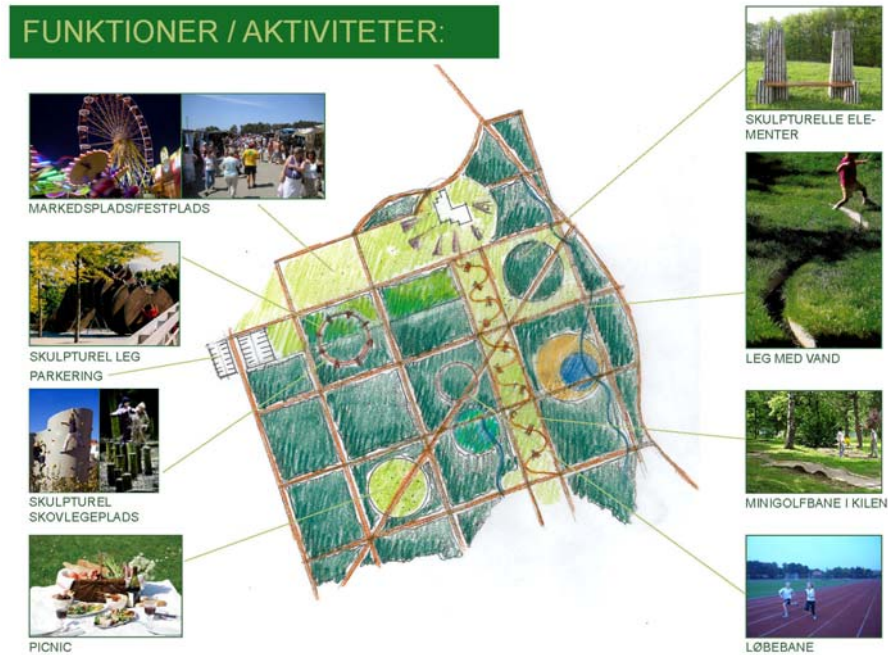 FUNKTIONER / AKTIVITETER:
MARKEDSPLADS/FESTPLADS
SKULPTUREL LEG
PARKERING
SKULPTUREL
SKOVLEGEPLADS
PICNIC
SKULPTURELLE ELE-
MENTER
LEG MED VAND
MINIGOLFBANE I KILEN
LØBEBANE